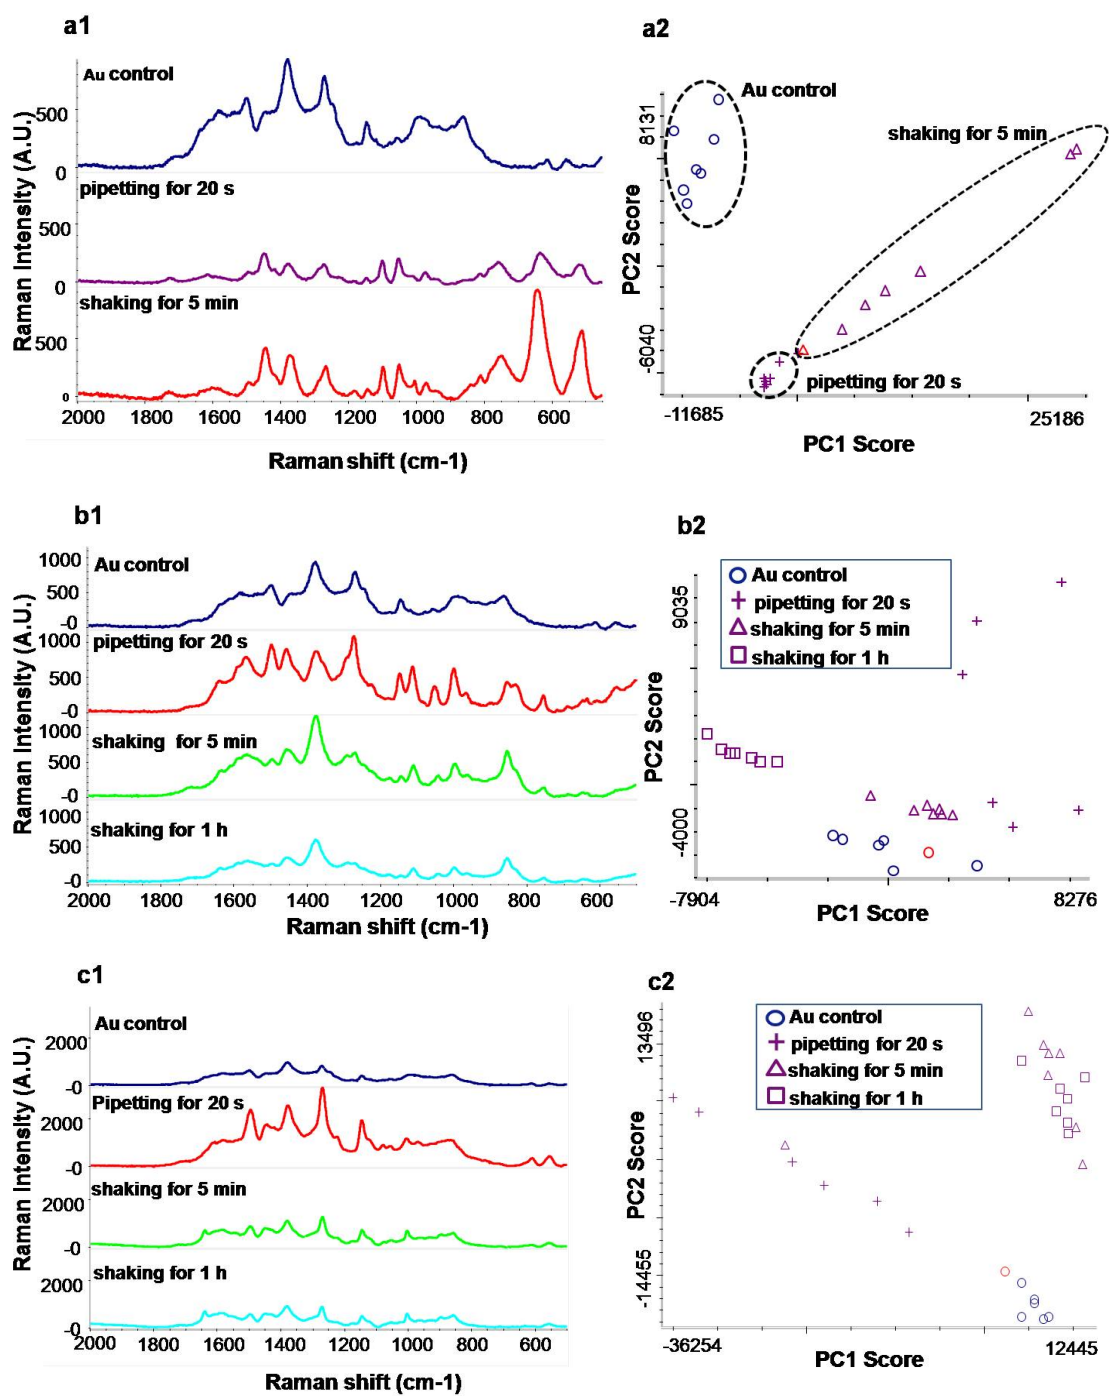 a1
Au control
500
0
pipetting for 20 s
500
0
shaking for 5 min
500
0
Raman Intensity (A.U.)
2000 1800 1600 1400 1200 1000 800 600
Raman shift (cm-1)
a2
Au control
shaking for 5 min
pipetting for 20 s
8131
-6040
PC2 Score
-11685 25186
PC1 Score
b1
1000
Au control
500
-0
1000
pipetting for 20 s
500
-0
1000
shaking for 5 min
500
-0
1000
shaking for 1 h
500
-0
Raman Intensity (A.U.)
2000 1800 1600 1400 1200 1000 800 600
Raman shift (cm-1)
b2
Au control
pipetting for 20 s
shaking for 5 min
shaking for 1 h
9035
-4000
PC2 Score
-7904 8276
PC1 Score
c1
Au control
2000
-0
Pipetting for 20 s
2000
-0
shaking for 5 min
2000
-0
shaking for 1 h
2000
-0
Raman Intensity (A.U.)
2000 1800 1600 1400 1200 1000 800 600
Raman shift (cm-1)
c2
Au control
pipetting for 20 s
shaking for 5 min
shaking for 1 h
13496
-14455
PC2 Score
-36254 12445
PC1 Score